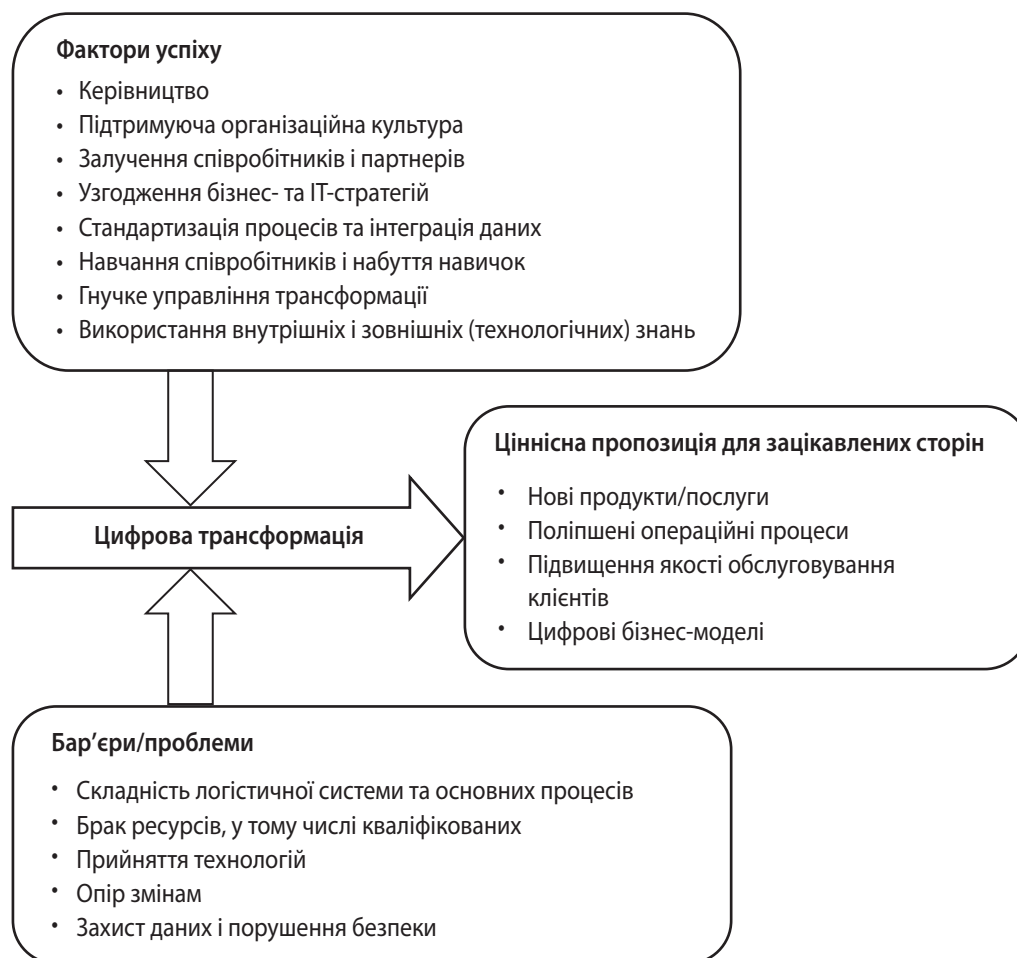 Фактори успіху
• Керівництво
• Підтримуюча організаційна культура
• Залучення співробітників і партнерів
• Узгодження бізнес- та ІТ-стратегій
• Стандартизація процесів та інтеграція даних
• Навчання співробітників і набуття навичок
• Гнучке управління трансформації
• Використання внутрішніх і зовнішніх (технологічних) знань
Ціннісна пропозиція для зацікавлених сторін
• Нові продукти/послуги
• Поліпшені операційні процеси
• Підвищення якості обслуговування
клієнтів
• Цифрові бізнес-моделі
Цифрова трансформація
Бар’єри/проблеми
• Складність логістичної системи та основних процесів
• Брак ресурсів, у тому числі кваліфікованих
• Прийняття технологій
• Опір змінам
• Захист даних і порушення безпеки